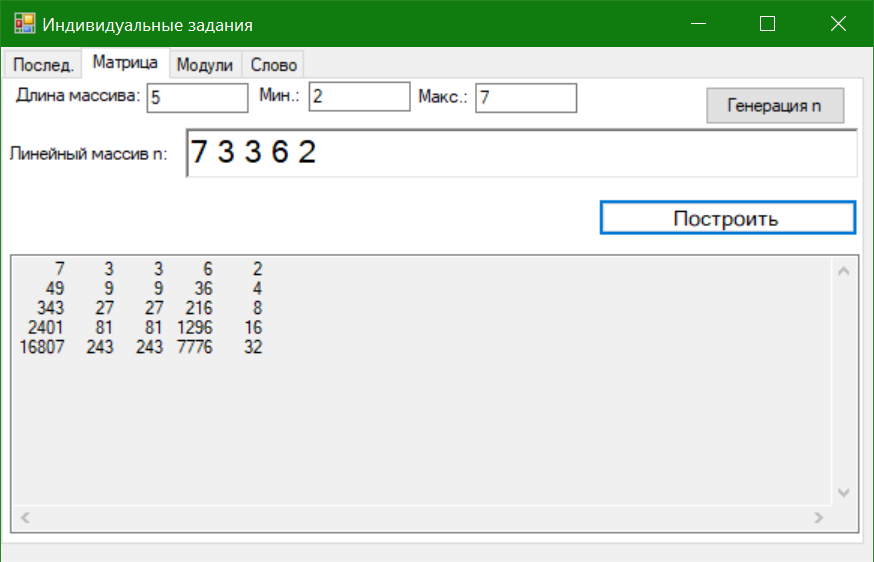 Индивидуальные задания
Послед. Матрица Модули Слово
Длина массива: 5 Мин.: 2 Макс.: 7 Генерация n
Линейный массив n: 7 3 3 6 2
Построить
7 3 3 6 2
49 9 9 36 4
343 27 27 216 8
2401 81 81 1296 16
16807 243 243 7776 32